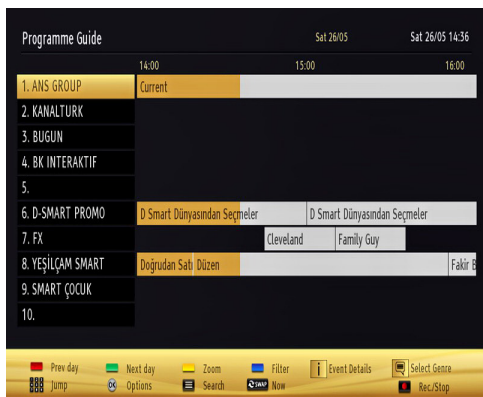 Programme Guide Sat 26/05 Sat 26/05 14:36
14:00 15:00 16:00
1. ANS GROUP Current
2. KANALTURK
3. BUGUN
4. BK INTERAKTIF
5.
6. D-SMART PROMO D Smart Dünyasından Seçmeler D Smart Dünyasından Seçmeler
7. FX Cleveland Family Guy
8. YEŞİLÇAM SMART Doğrudan Satı Düzen Fakir B
9. SMART ÇOCUK
10.
Prev day Next day Zoom Filter i Event Details Select Genre
Jump OK Options Search SWAP Now Rec./Stop